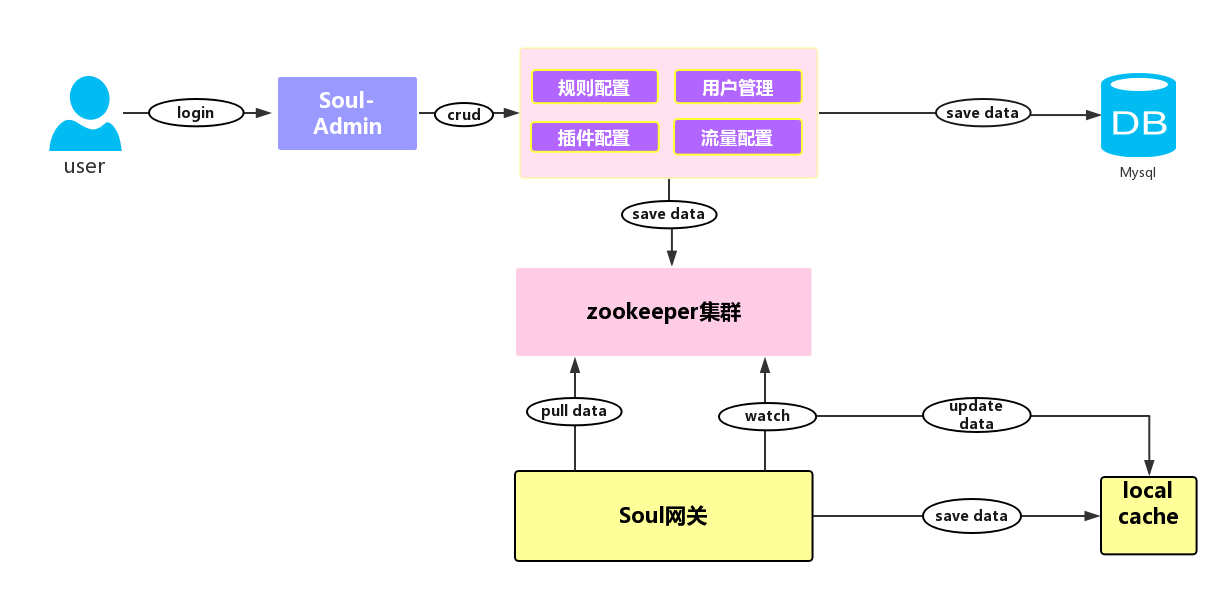 user
login
Soul-
Admin
crud
规则配置
用户管理
插件配置
流量配置
save data
DB
Mysql
save data
zookeeper集群
pull data
watch
update
data
Soul网关
save data
local
cache